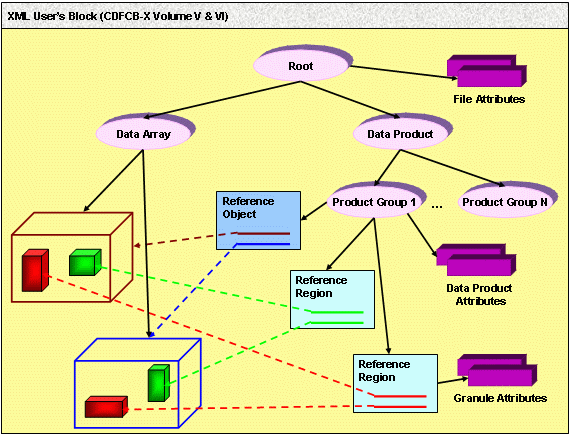 XML User's Block (CDFCB-X Volume V & VI)
Root
File Attributes
Data Array
Data Product
Reference
Object
Product Group 1
...
Product Group N
Reference
Region
Data Product
Attributes
Reference
Region
Granule Attributes